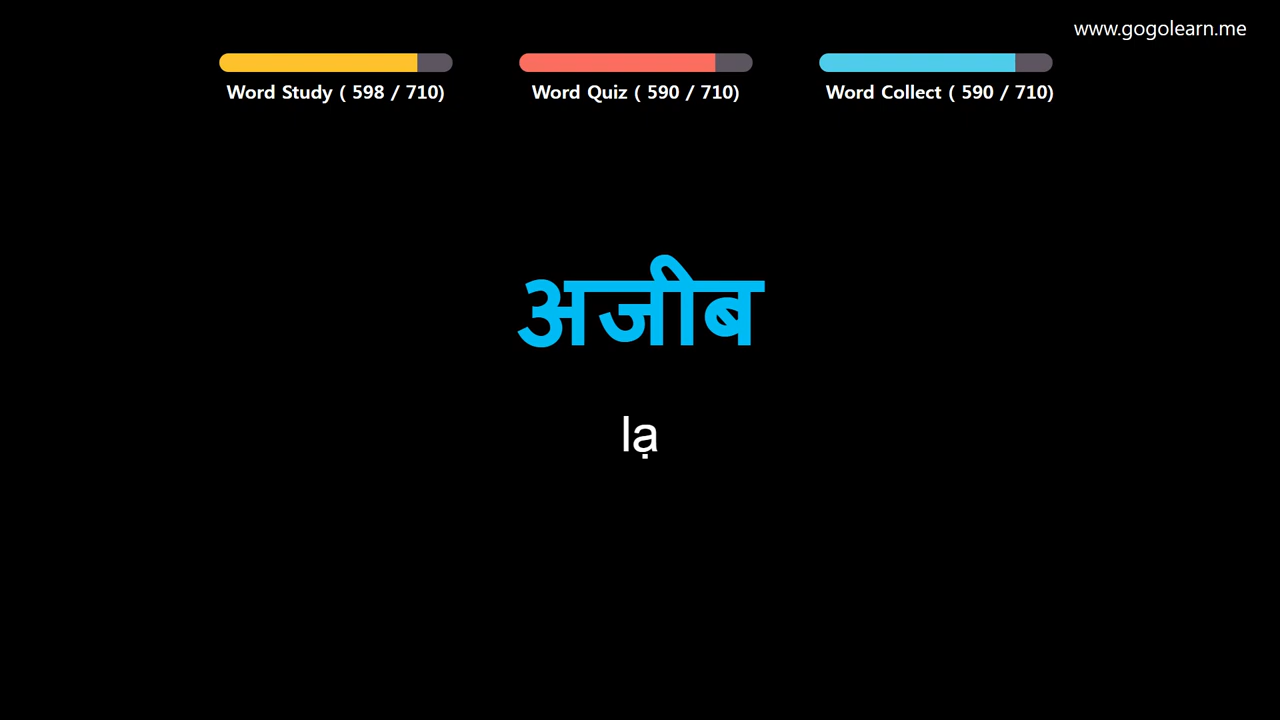 www.gogolearn.me
Word Study ( 598 / 710)
Word Quiz ( 590 / 710)
Word Collect ( 590 / 710)
अजीब
lạ